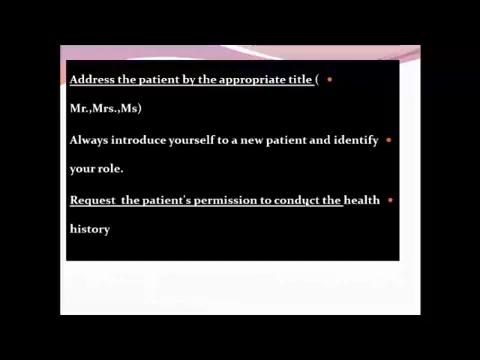 Address the patient by the appropriate title (
Mr.,Mrs.,Ms)
Always introduce yourself to a new patient and identify
your role.
Request the patient's permission to conduct the health
history